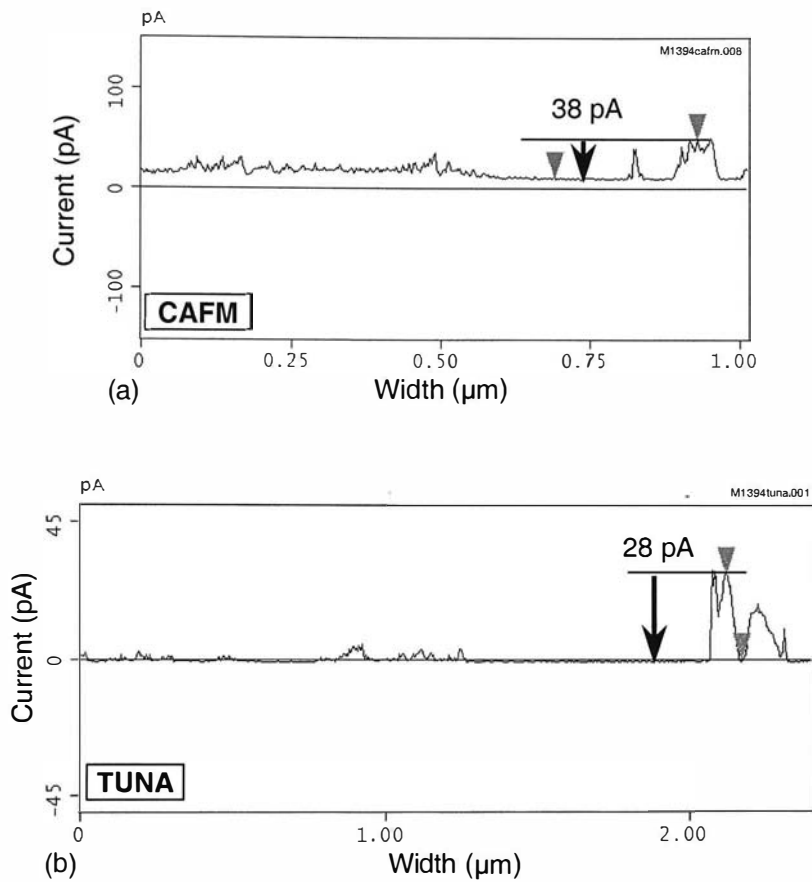 pA
M1394cafm.008
100
38 pA
Current (pA)
0
-100
CAFM
0
0.25
0.50
0.75
1.00
(a)
Width (µm)
pA
M1394tuna.001
45
28 pA
Current (pA)
0
-45
TUNA
0
1.00
2.00
(b)
Width (µm)